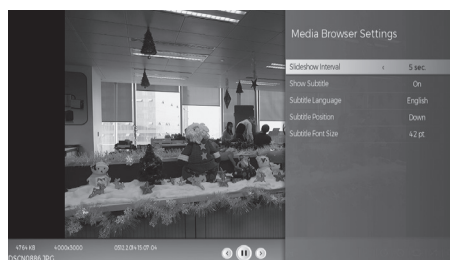 Media Browser Settings
Slideshow Interval ‹ 5 sec.
Show Subtitle On
Subtitle Language English
Subtitle Position Down
Subtitle Font Size 42 pt.
4764 KB 4000x3000
DSCN0886.JPG